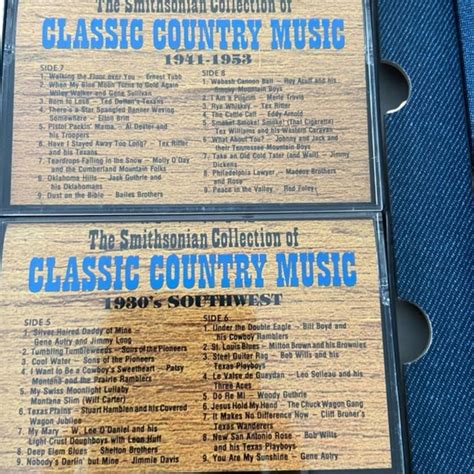 The Smithsonian Collection of
CLASSIC COUNTRY MUSIC
1941-1953
SIDE 7
1. Walking the Floor over You — Ernest Tubb
2. When My Blue Moon Turns to Gold Again
— Wiley Walker and Gene Sullivan
3. Born to Lose — Ted Daffan's Texans
4. There's a Star Spangled Banner Waving
Somewhere — Elton Britt
5. Pistol Packin' Mama — Al Dexter and
his Troopers
6. Have I Stayed Away Too Long? — Tex Ritter
and his Texans
7. Teardrops Falling in the Snow — Molly O'Day
and the Cumberland Mountain Folks
8. Oklahoma Hills — Jack Guthrie and his
Oklahomans
9. Dust on the Bible — Bailes Brothers
SIDE 8
1. Wabash Cannon Ball — Roy Acuff and his
Smoky Mountain Boys
2. I Am a Pilgrim — Merle Travis
3. Rye Whiskey — Tex Ritter
4. The Cattle Call — Eddy Arnold
5. Smoke! Smoke! Smoke! (That Cigarette)
Tex Williams and his Western Caravan
6. What About You? — Johnny and Jack and their
Tennessee Mountain Boys
7. Take an Old Cold Tater (and Wait) — Jimmy
Dickens
8. Philadelphia Lawyer — Maddox Brothers
and Rose
9. Peace in the Valley — Red Foley
The Smithsonian Collection of
CLASSIC COUNTRY MUSIC
1930's SOUTHWEST
SIDE 5
1. Silver Haired Daddy of Mine —
Gene Autry and Jimmy Long
2. Tumbling Tumbleweeds — Sons of the Pioneers
3. Cool Water — Sons of the Pioneers
4. I Want to Be a Cowboy's Sweetheart — Patsy
Montana and the Prairie Ramblers
5. My Swiss Moonlight Lullaby
Montana Slim (Wilf Carter)
6. Texas Plains — Stuart Hamblen and his Covered
Wagon Jubilee
7. My Mary — W. Lee O'Daniel and his
Light Crust Doughboys with Leon Huff
8. Deep Elem Blues — Shelton Brothers
9. Nobody's Darlin' but Mine — Jimmie Davis
SIDE 6
1. Under the Double Eagle — Bill Boyd and
his Cowboy Ramblers
2. St. Louis Blues — Milton Brown and his Brownies
3. Steel Guitar Rag — Bob Wills and his
Texas Playboys
4. Le Valse de Gueydan — Leo Soileau and his
Three Aces
5. Do Re Mi — Woody Guthrie
6. Jesus Hold My Hand — The Chuck Wagon Gang
7. It Makes No Difference Now — Cliff Bruner's
Texas Wanderers
8. New San Antonio Rose — Bob Wills
and his Texas Playboys
9. You Are My Sunshine — Gene Autry